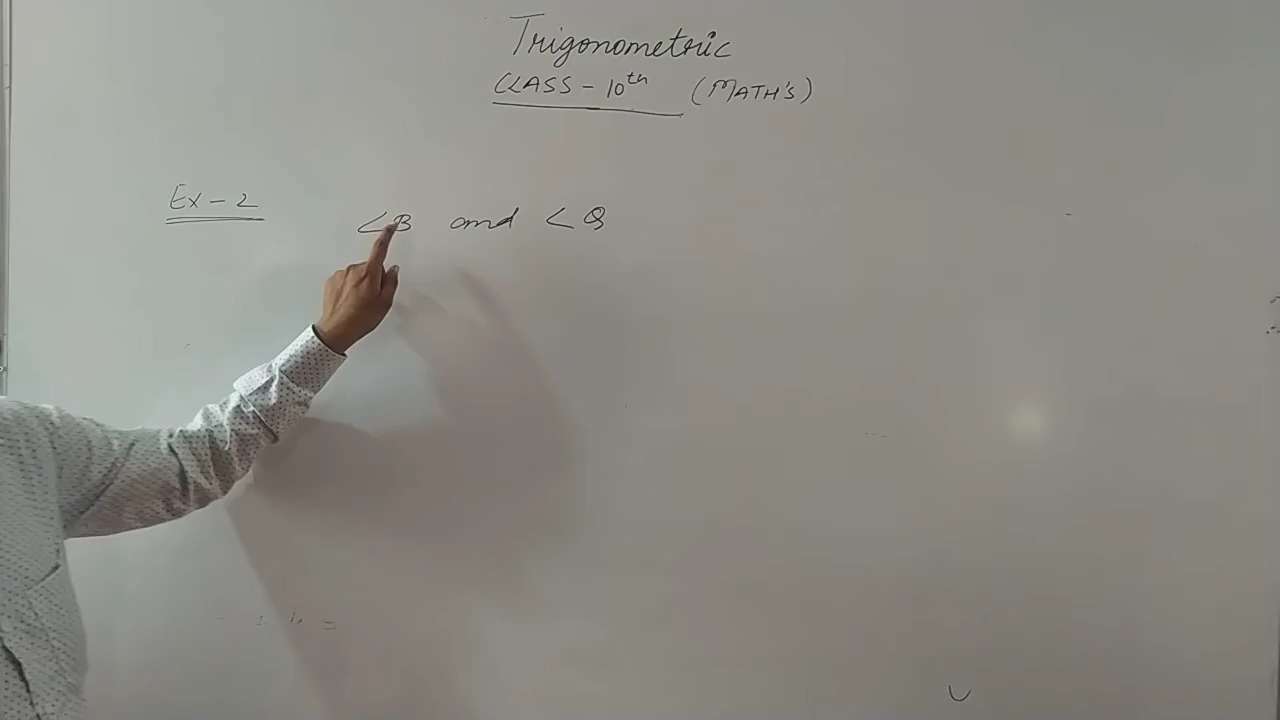 Trigonometric
CLASS - 10th (MATH'S)
Ex - 2
∠B and ∠Q